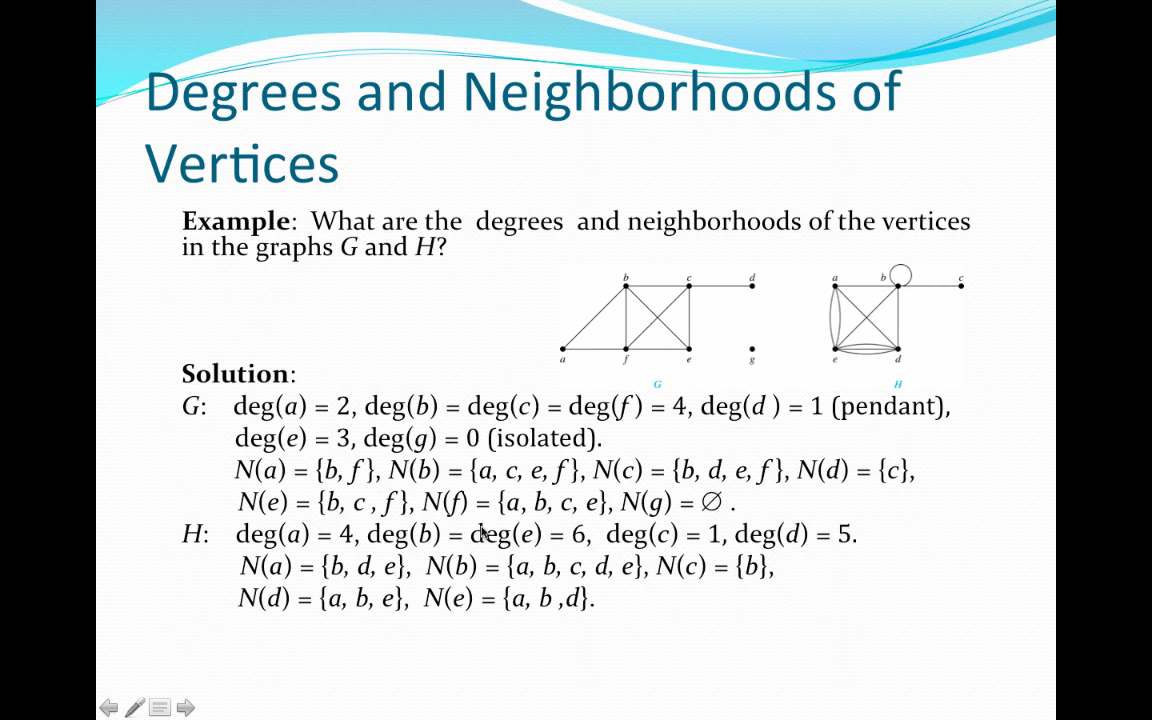 Degrees and Neighborhoods of
Vertices
Example: What are the degrees and neighborhoods of the vertices
in the graphs G and H?
b c d
a f e g
G
a b c
e d
H
Solution:
G: deg(a) = 2, deg(b) = deg(c) = deg(f ) = 4, deg(d ) = 1 (pendant),
deg(e) = 3, deg(g) = 0 (isolated).
N(a) = {b, f }, N(b) = {a, c, e, f }, N(c) = {b, d, e, f }, N(d) = {c},
N(e) = {b, c , f }, N(f) = {a, b, c, e}, N(g) = ∅ .
H: deg(a) = 4, deg(b) = deg(e) = 6, deg(c) = 1, deg(d) = 5.
N(a) = {b, d, e}, N(b) = {a, b, c, d, e}, N(c) = {b},
N(d) = {a, b, e}, N(e) = {a, b ,d}.